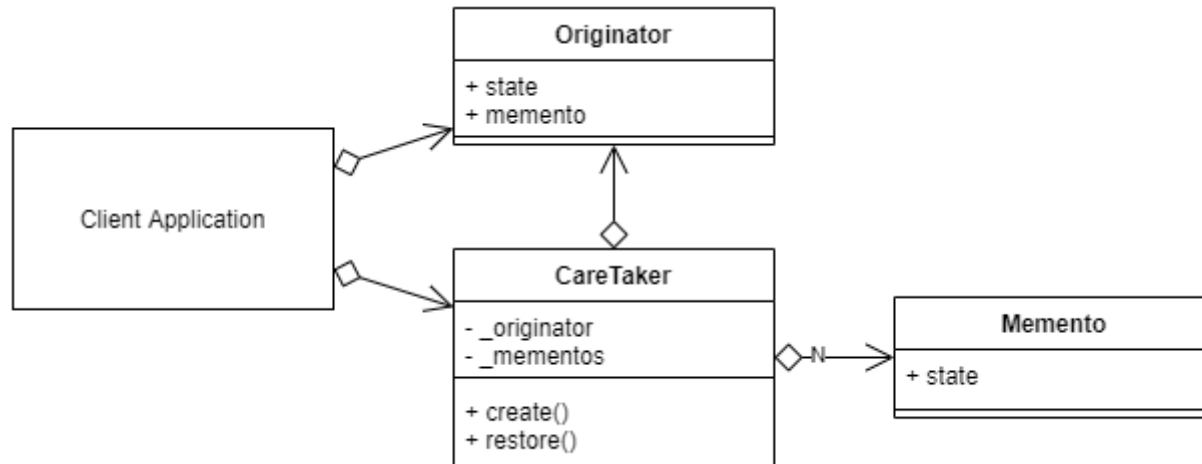 Originator
+ state
+ memento
Client Application
CareTaker
- _originator
- _mementos
+ create()
+ restore()
N
Memento
+ state